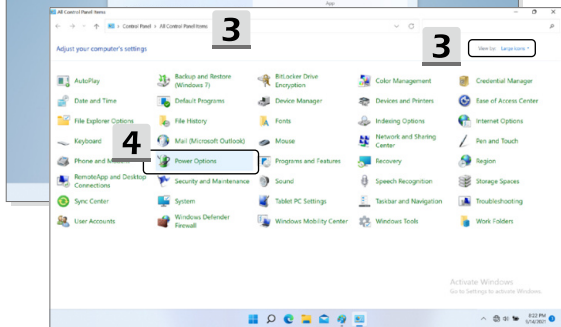 App
All Control Panel Items
Control Panel > All Control Panel Items
3
3
Adjust your computer's settings
View by: Large icons
AutoPlay
Backup and Restore
(Windows 7)
BitLocker Drive
Encryption
Color Management
Credential Manager
Date and Time
Default Programs
Device Manager
Devices and Printers
Ease of Access Center
File Explorer Options
File History
Fonts
Indexing Options
Internet Options
Keyboard
4
Mail (Microsoft Outlook)
Mouse
Network and Sharing
Center
Pen and Touch
Phone and
Power Options
Programs and Features
Recovery
Region
RemoteApp and Desktop
Connections
Security and Maintenance
Sound
Speech Recognition
Storage Spaces
Sync Center
System
Tablet PC Settings
Taskbar and Navigation
Troubleshooting
User Accounts
Windows Defender
Firewall
Windows Mobility Center
Windows Tools
Work Folders
Activate Windows
Go to Settings to activate Windows.
8:22 PM